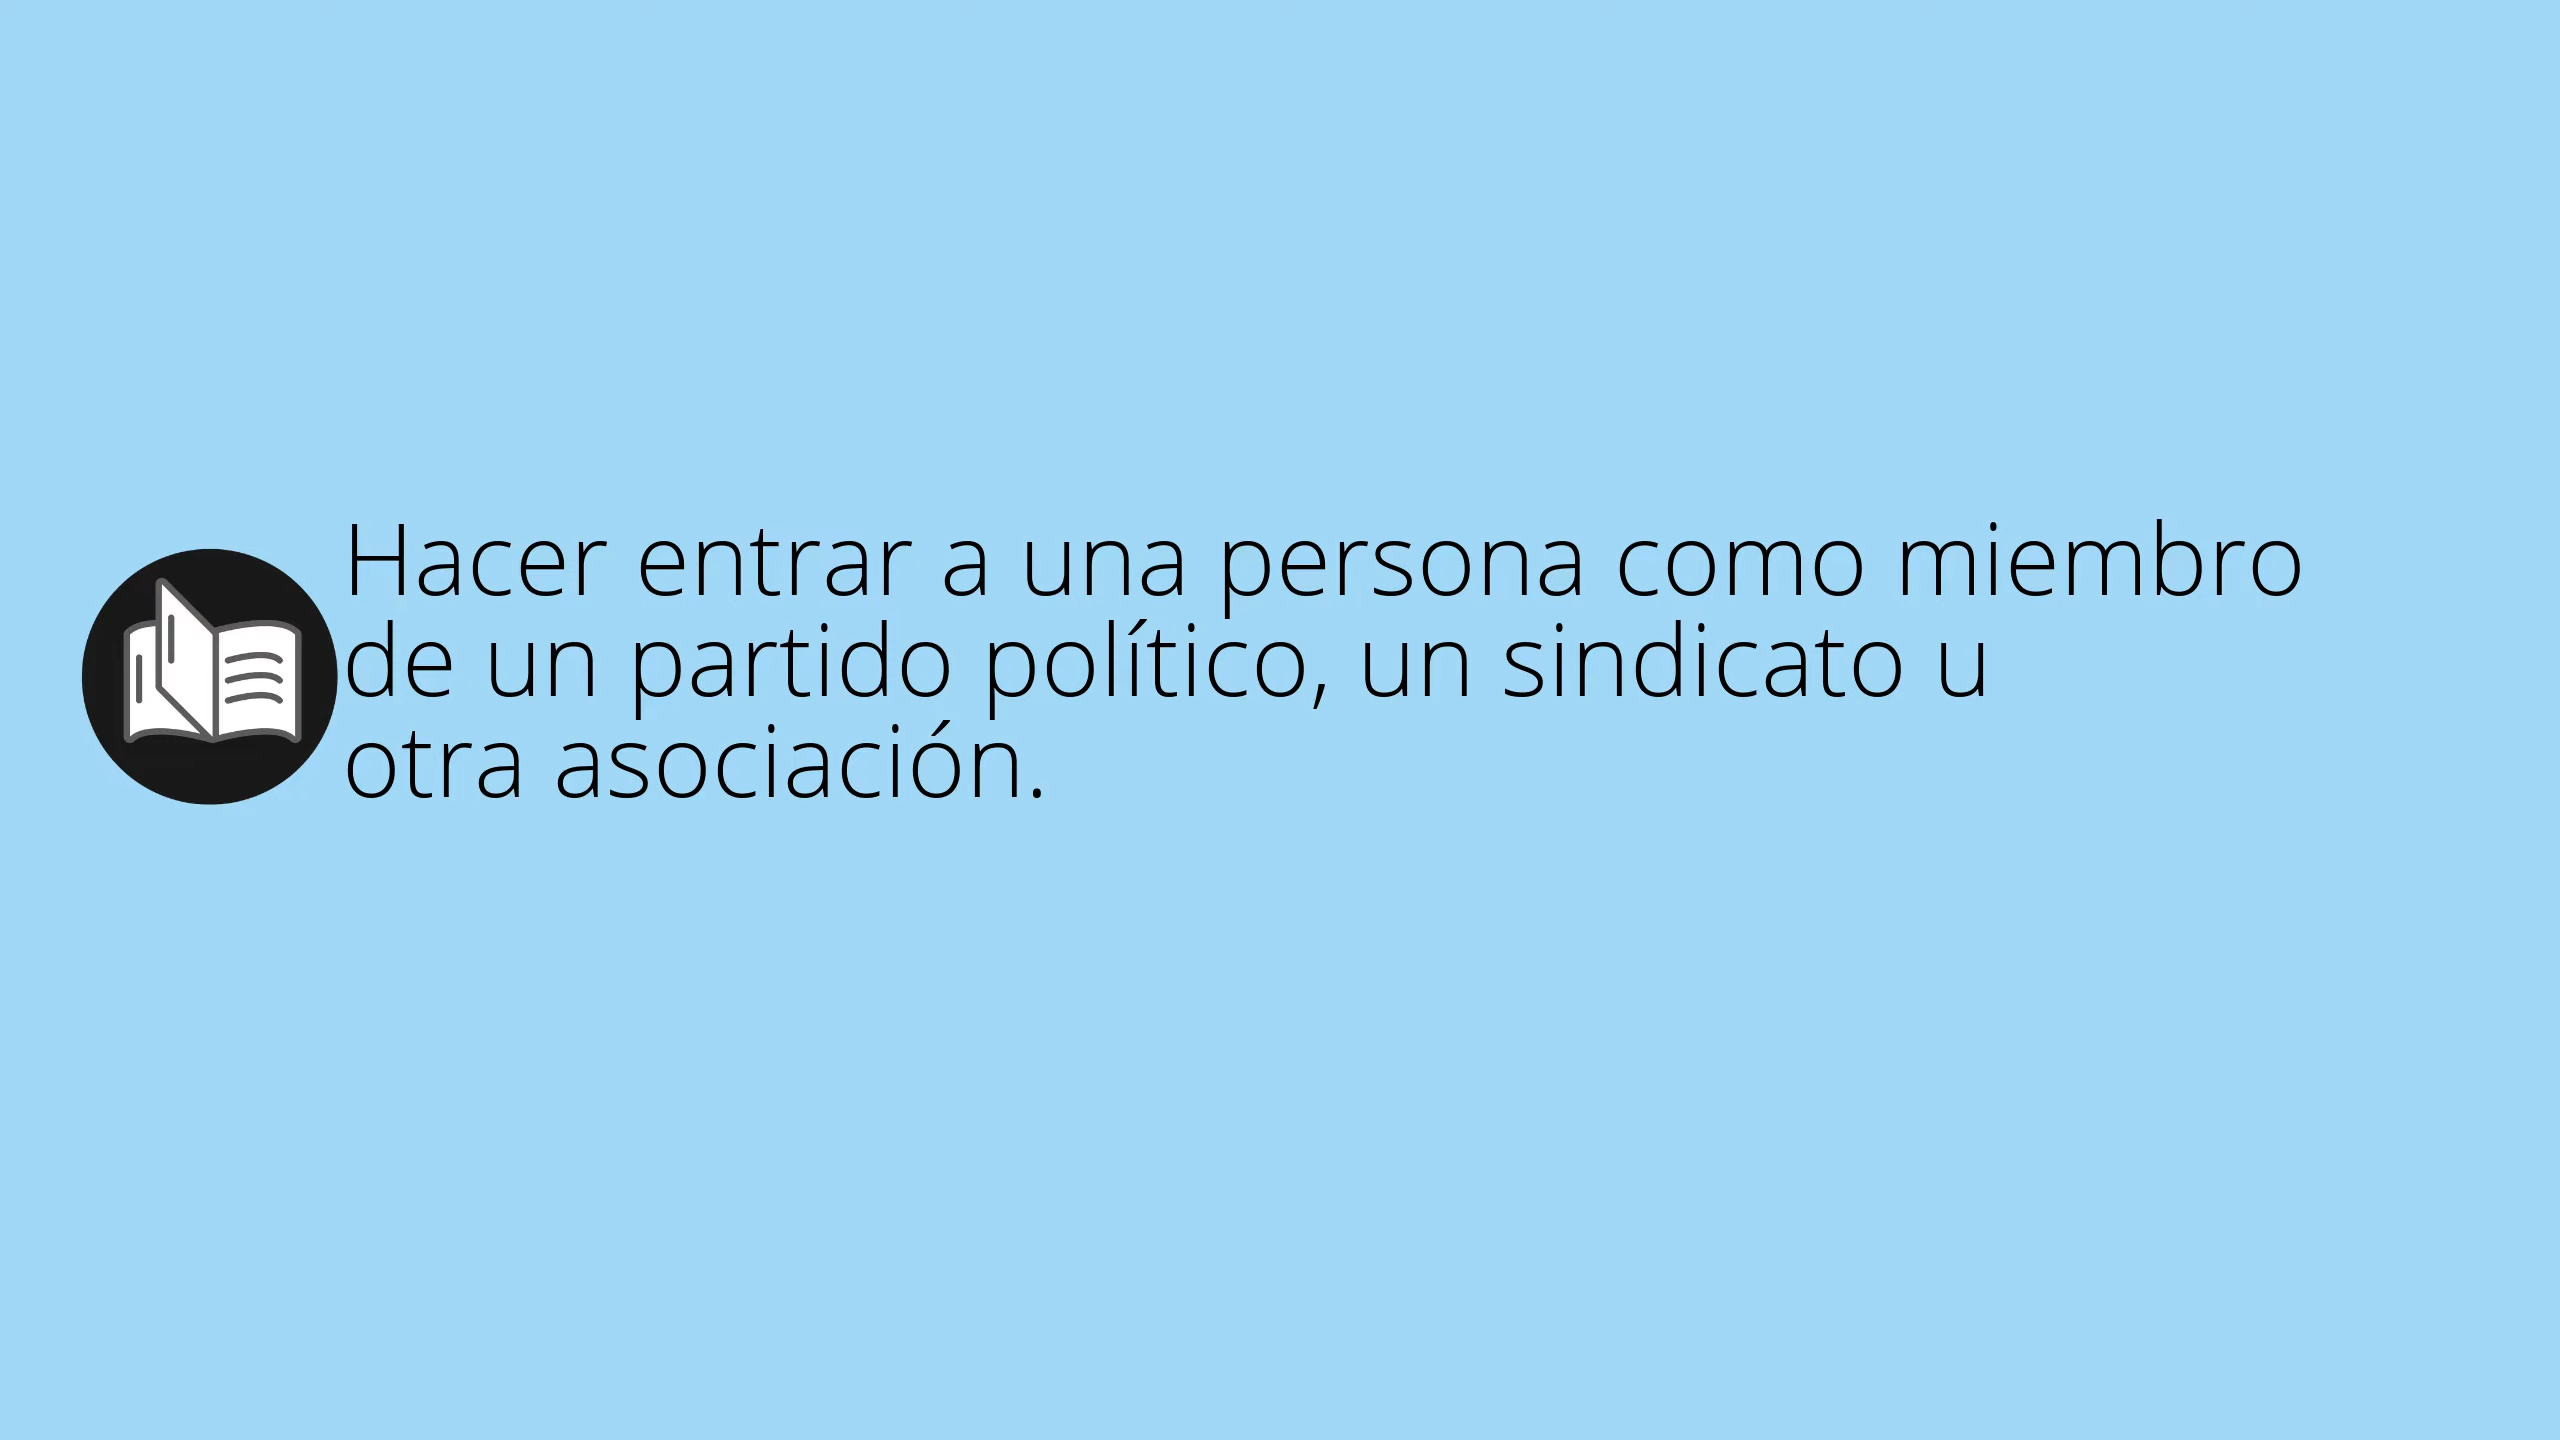 Hacer entrar a una persona como miembro
de un partido político, un sindicato u
otra asociación.